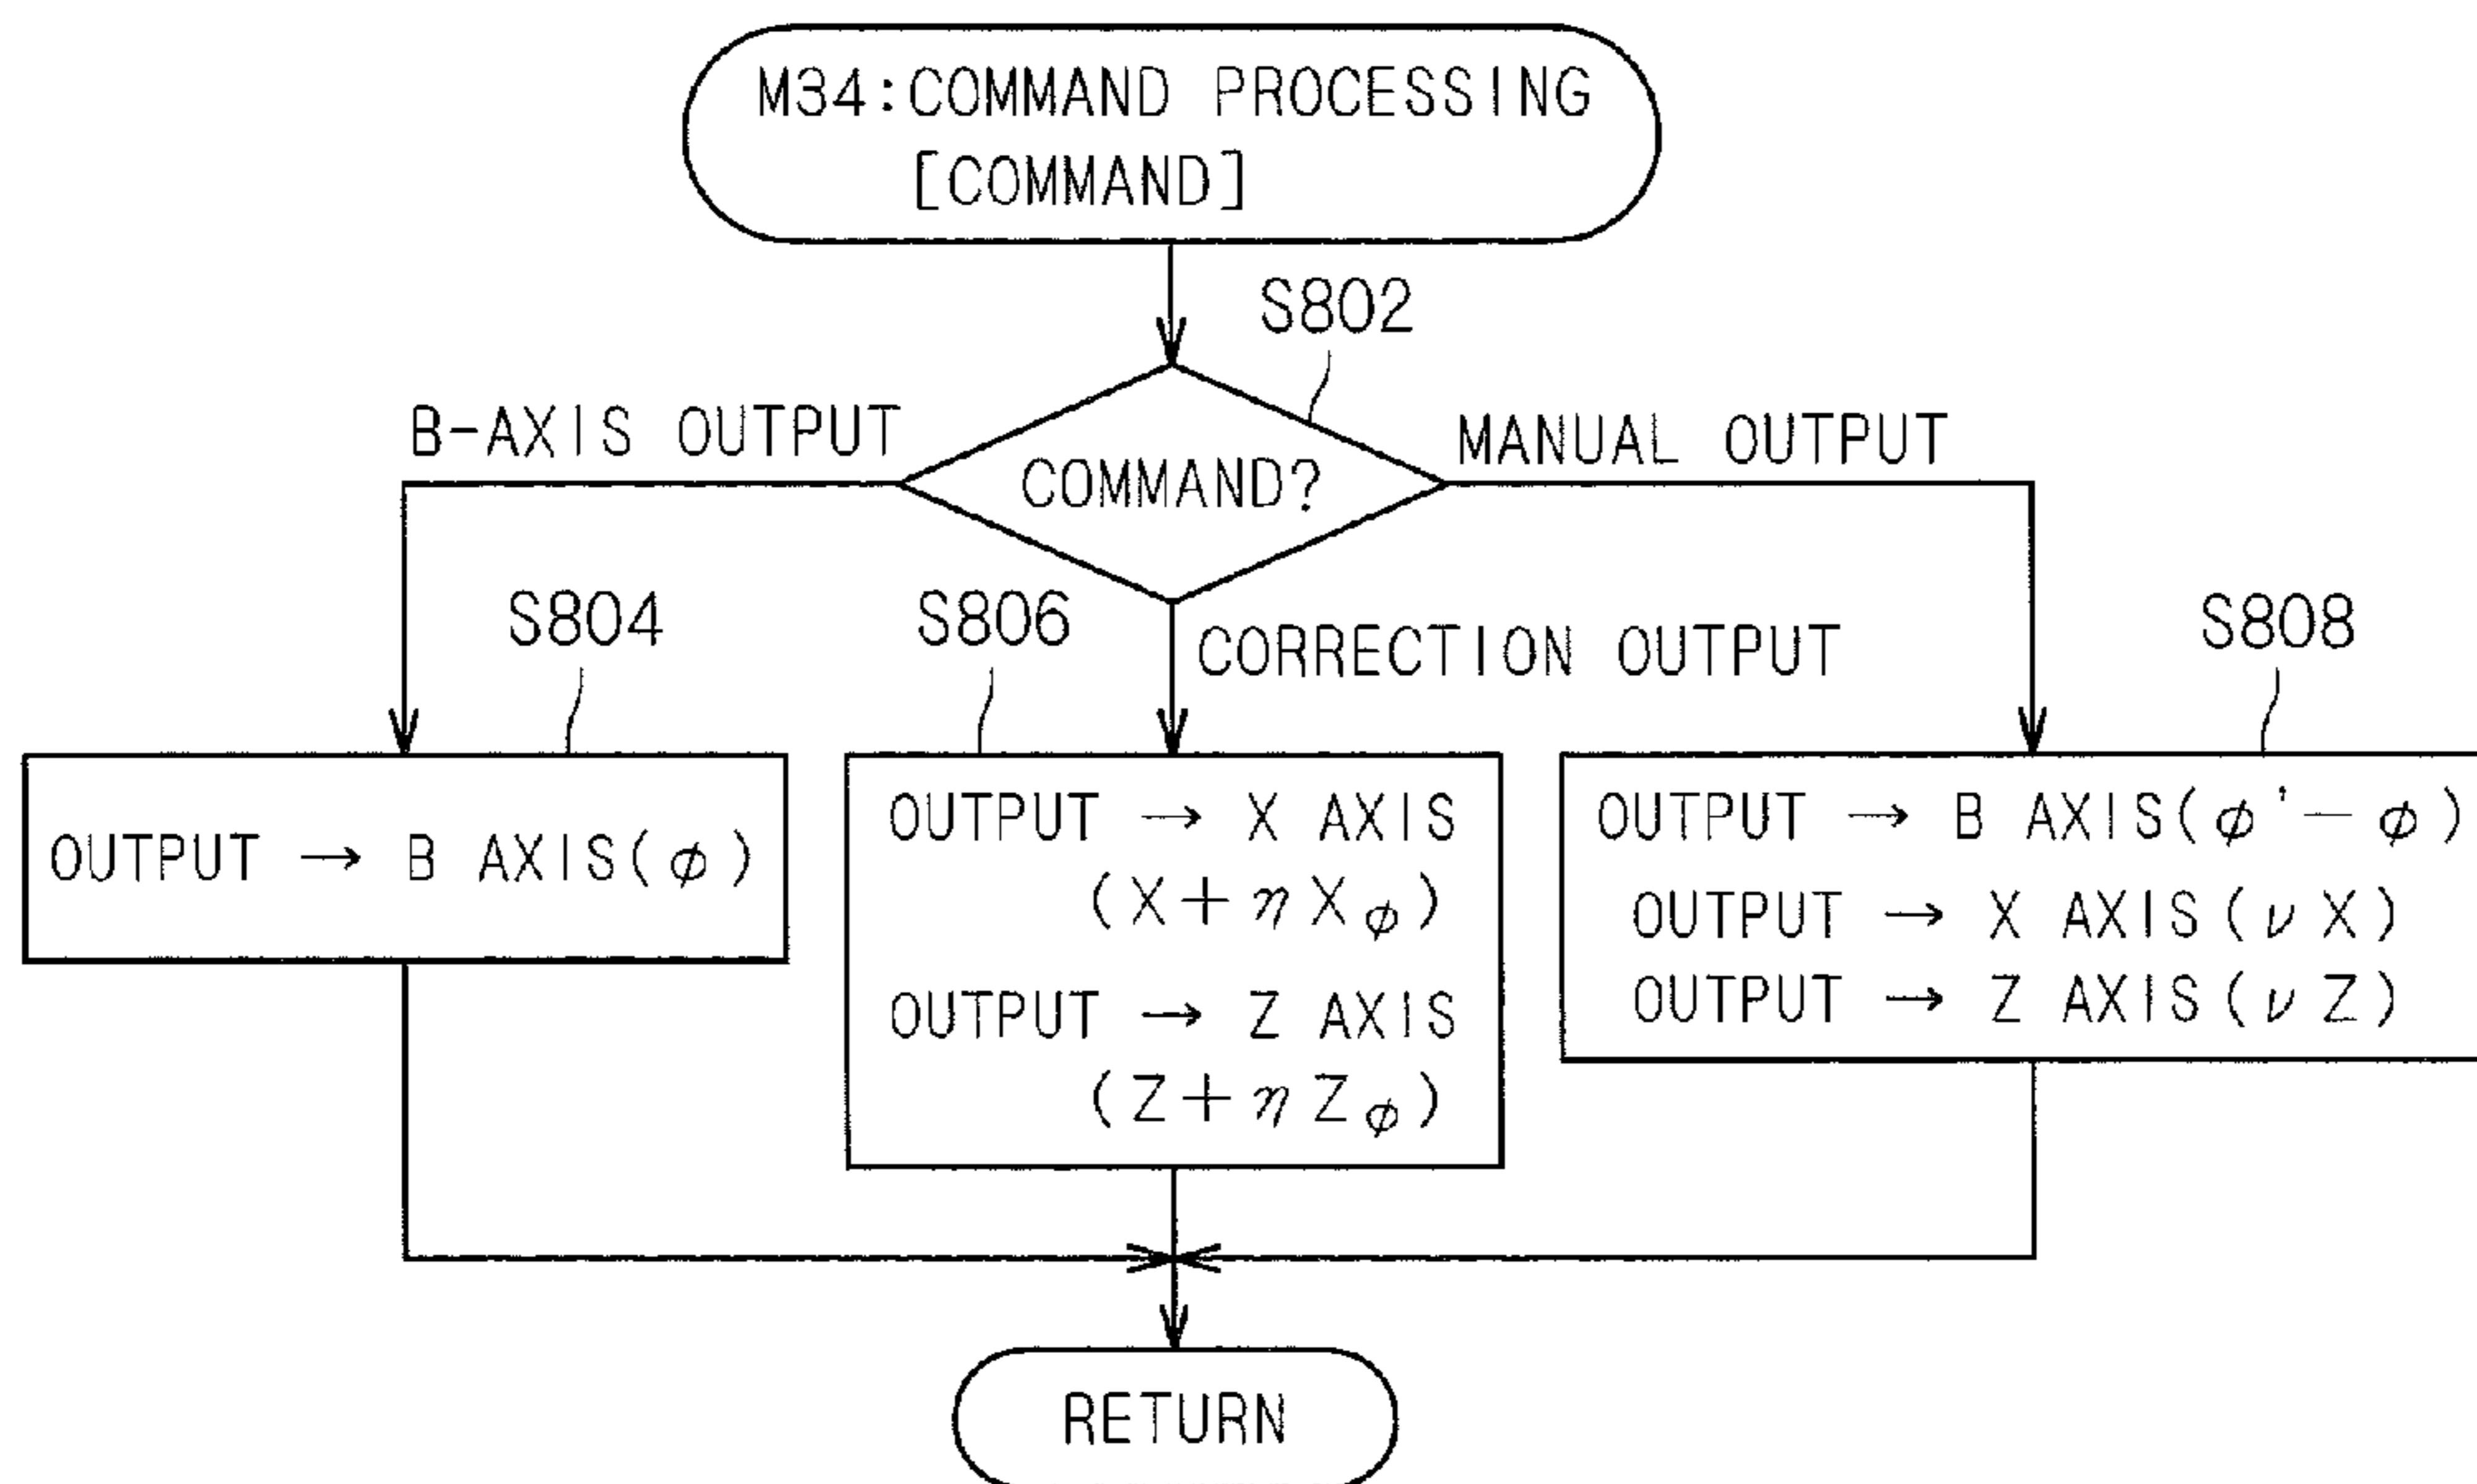 M34:COMMAND PROCESSING
[COMMAND]
S802
B-AXIS OUTPUT
MANUAL OUTPUT
COMMAND?
S804
S806
CORRECTION OUTPUT
S808
OUTPUT → B AXIS(φ)
OUTPUT → X AXIS
(X+ηXφ)
OUTPUT → Z AXIS
(Z+ηZφ)
OUTPUT → B AXIS(φ'−φ)
OUTPUT → X AXIS(νX)
OUTPUT → Z AXIS(νZ)
RETURN